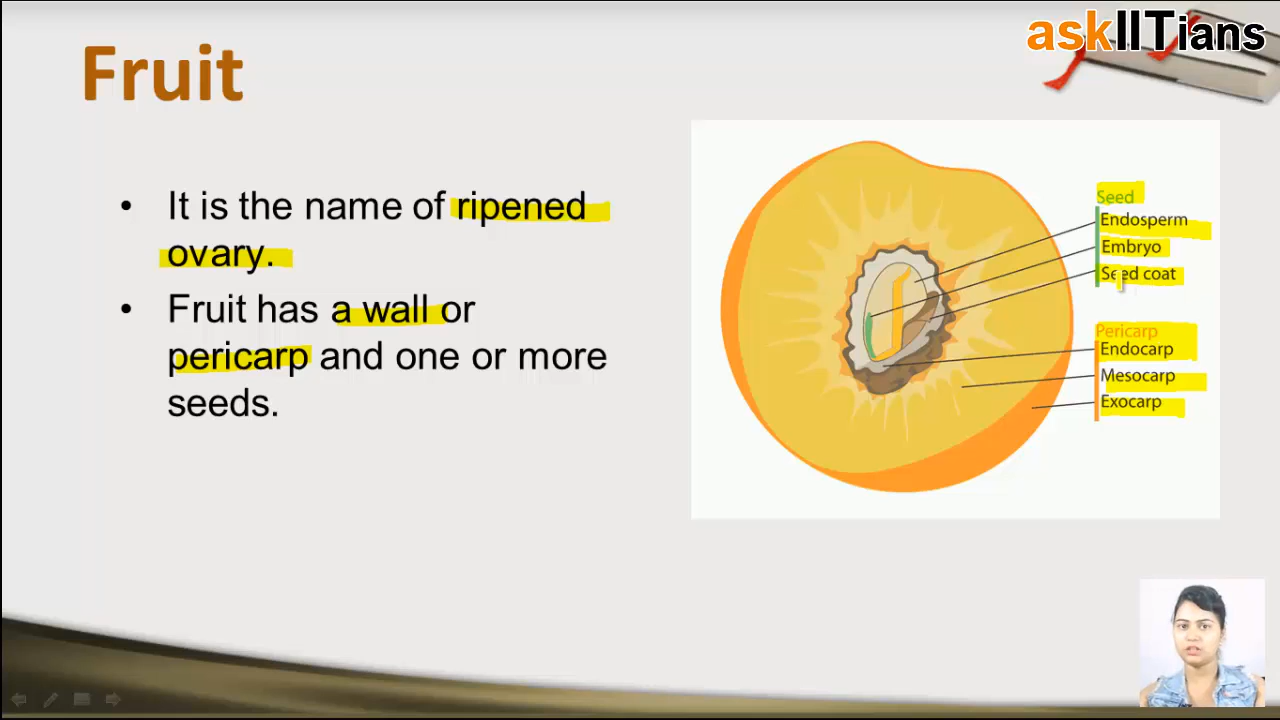 askIITians
Fruit
• It is the name of ripened
ovary.
• Fruit has a wall or
pericarp and one or more
seeds.
Seed
Endosperm
Embryo
Seed coat
Pericarp
Endocarp
Mesocarp
Exocarp